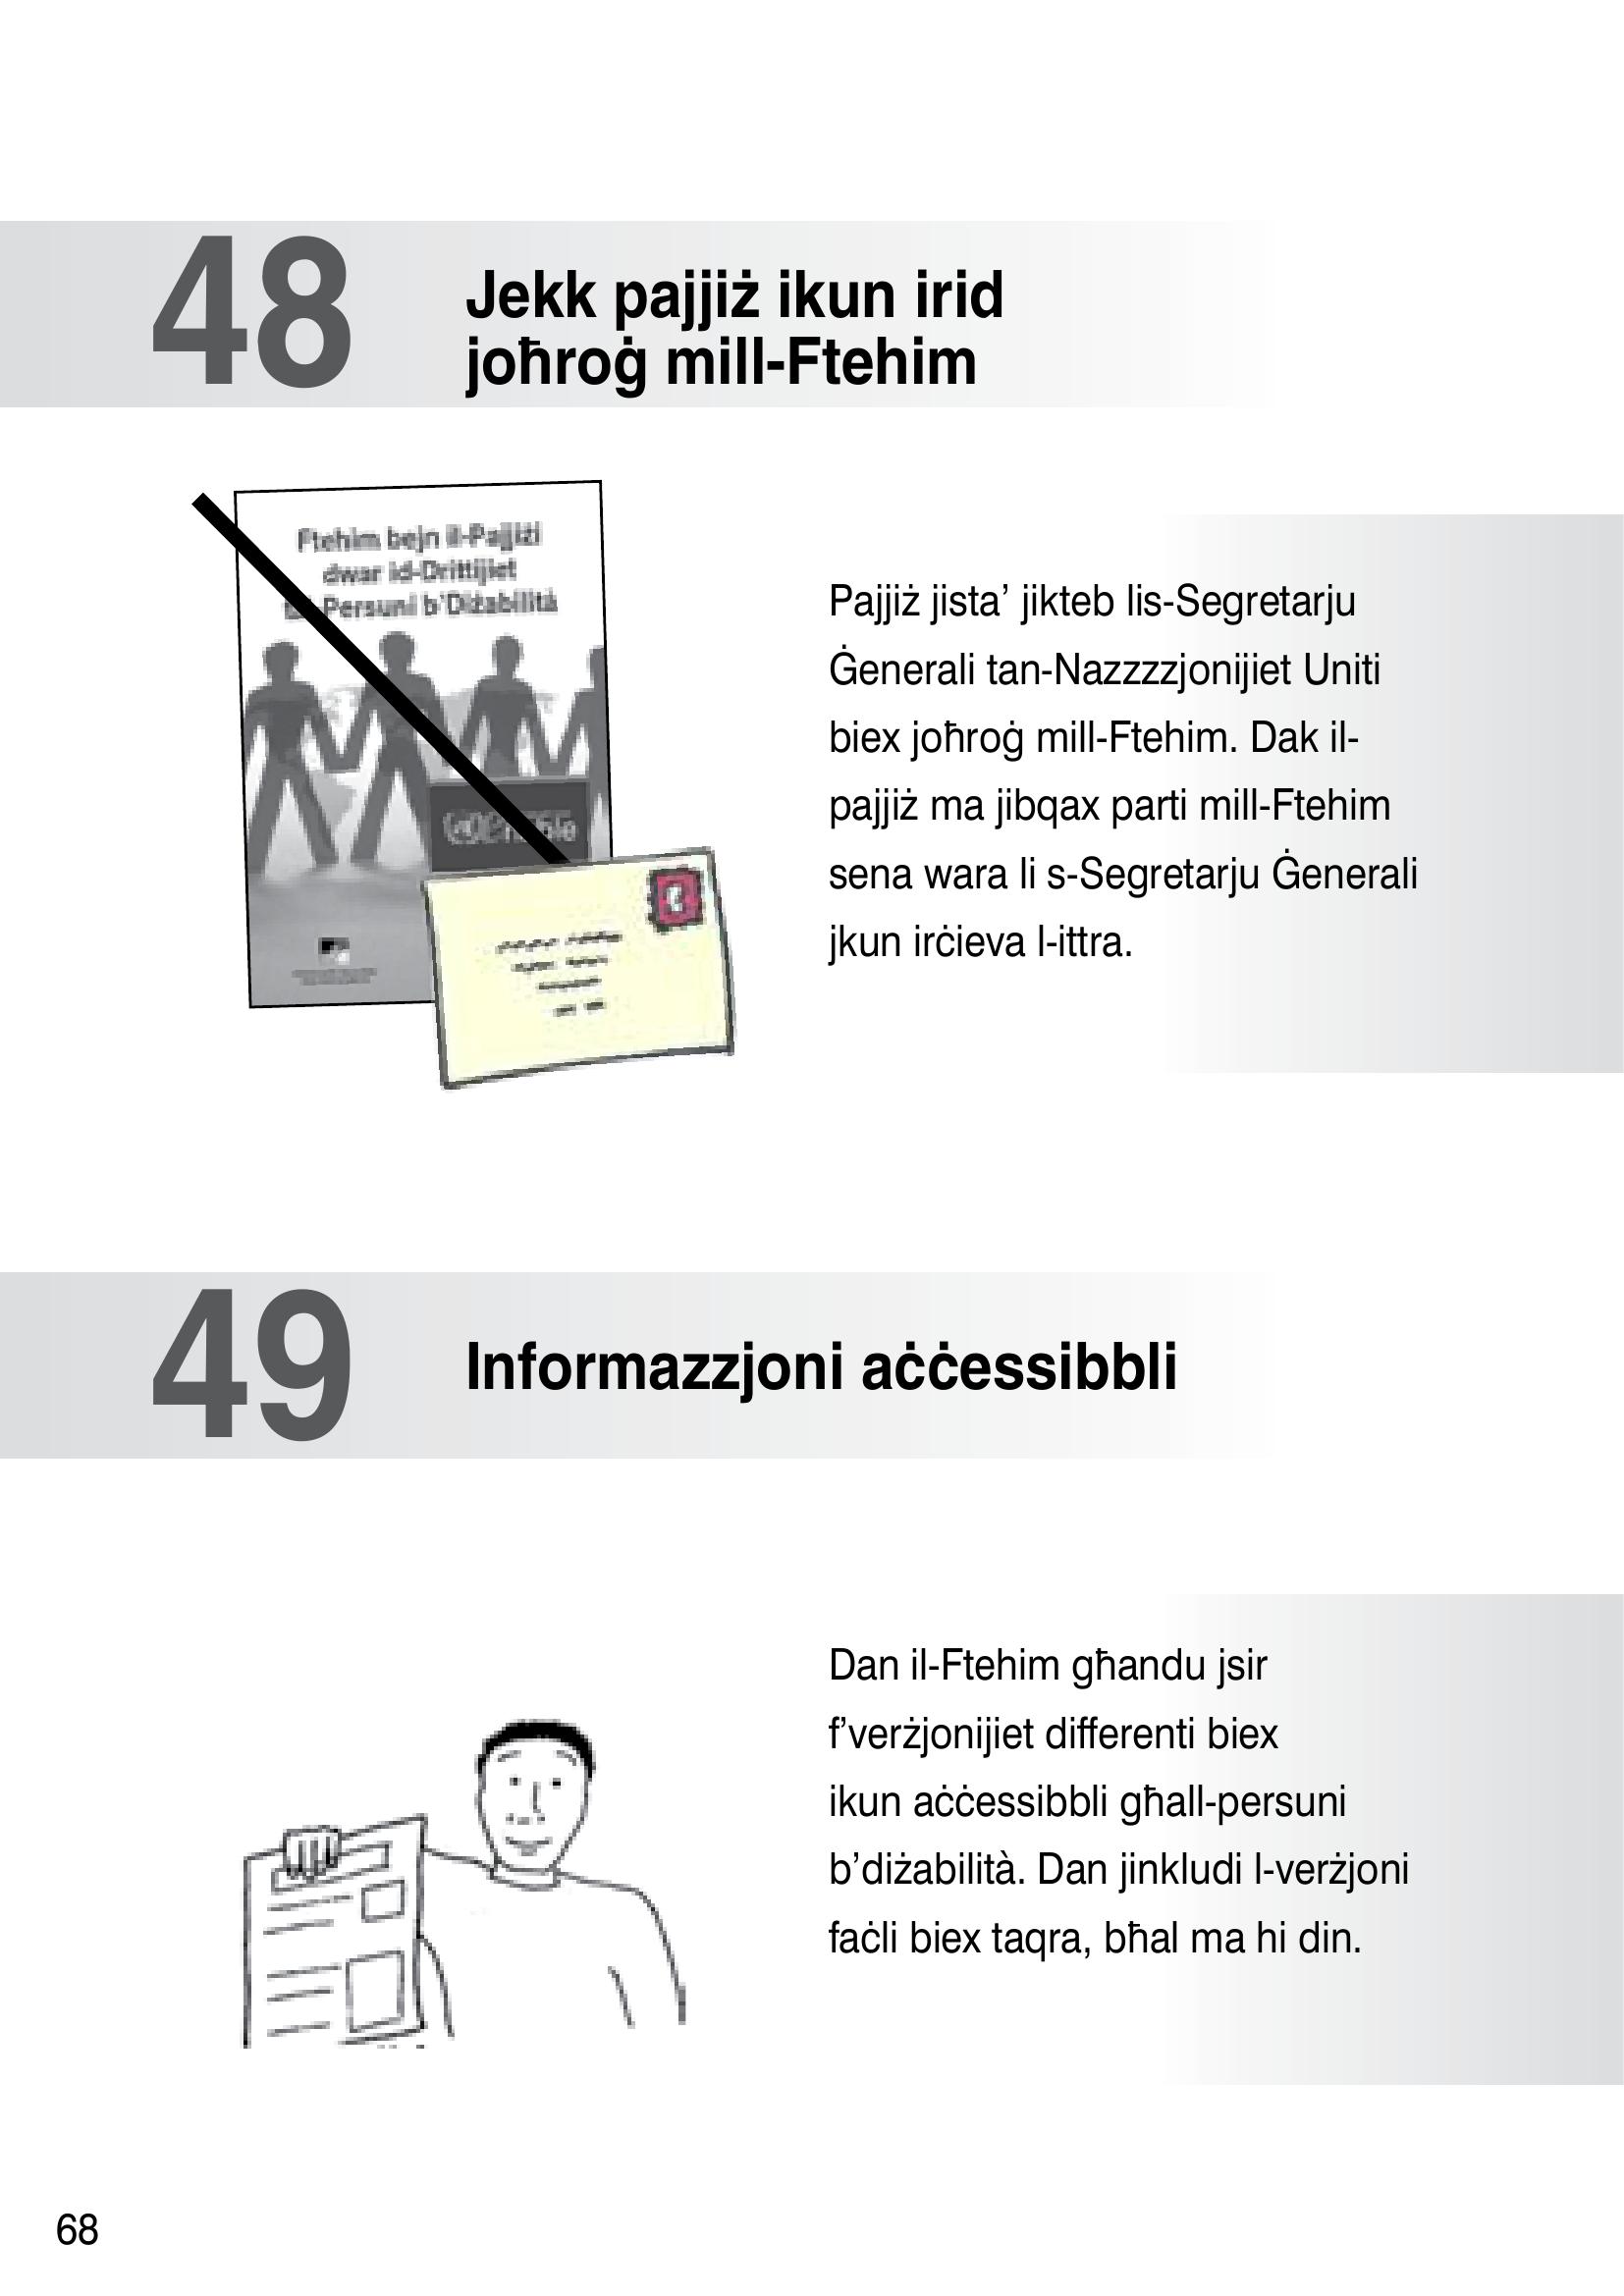 48
Jekk pajjiż ikun irid
joħroġ mill-Ftehim
Ftehim bejn il-Pajjiżi
dwar id-Drittijiet
Persuni b'Diżabilità
Pajjiż jista’ jikteb lis-Segretarju
Ġenerali tan-Nazzzzjonijiet Uniti
biex joħroġ mill-Ftehim. Dak il-
pajjiż ma jibqax parti mill-Ftehim
sena wara li s-Segretarju Ġenerali
jkun irċieva l-ittra.
49
Informazzjoni aċċessibbli
Dan il-Ftehim għandu jsir
f’verżjonijiet differenti biex
ikun aċċessibbli għall-persuni
b’diżabilità. Dan jinkludi l-verżjoni
faċli biex taqra, bħal ma hi din.
68